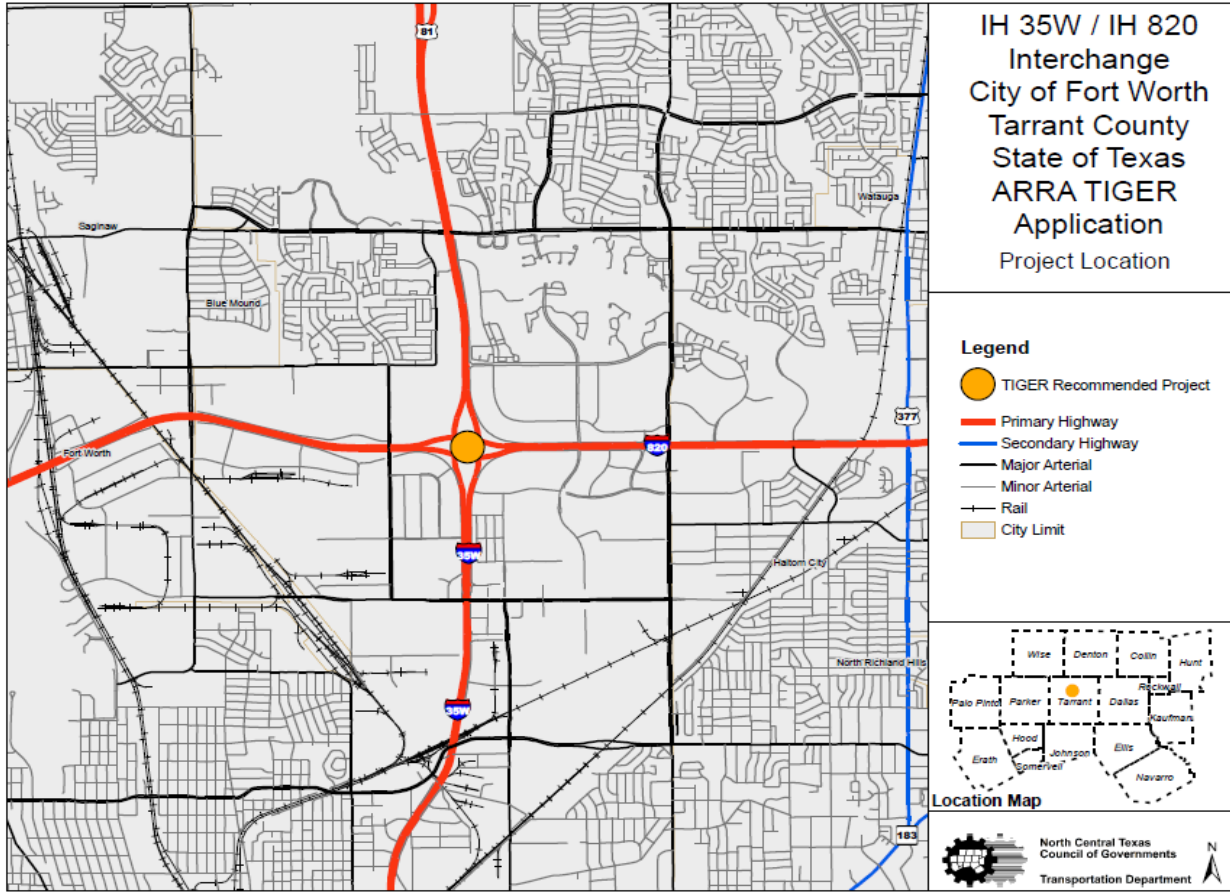 IH 35W / IH 820
Interchange
City of Fort Worth
Tarrant County
State of Texas
ARRA TIGER
Application
Project Location
Legend
TIGER Recommended Project
Primary Highway
Secondary Highway
Major Arterial
Minor Arterial
Rail
City Limit
81
Watauga
Saginaw
Blue Mound
377
820
Fort Worth
35W
Haltom City
North Richland Hills
35W
183
Wise
Denton
Collin
Hunt
Rockwall
Palo Pinto
Parker
Tarrant
Dallas
Kaufman
Hood
Johnson
Ellis
Erath
Somervell
Navarro
Location Map
North Central Texas
Council of Governments
Transportation Department
N